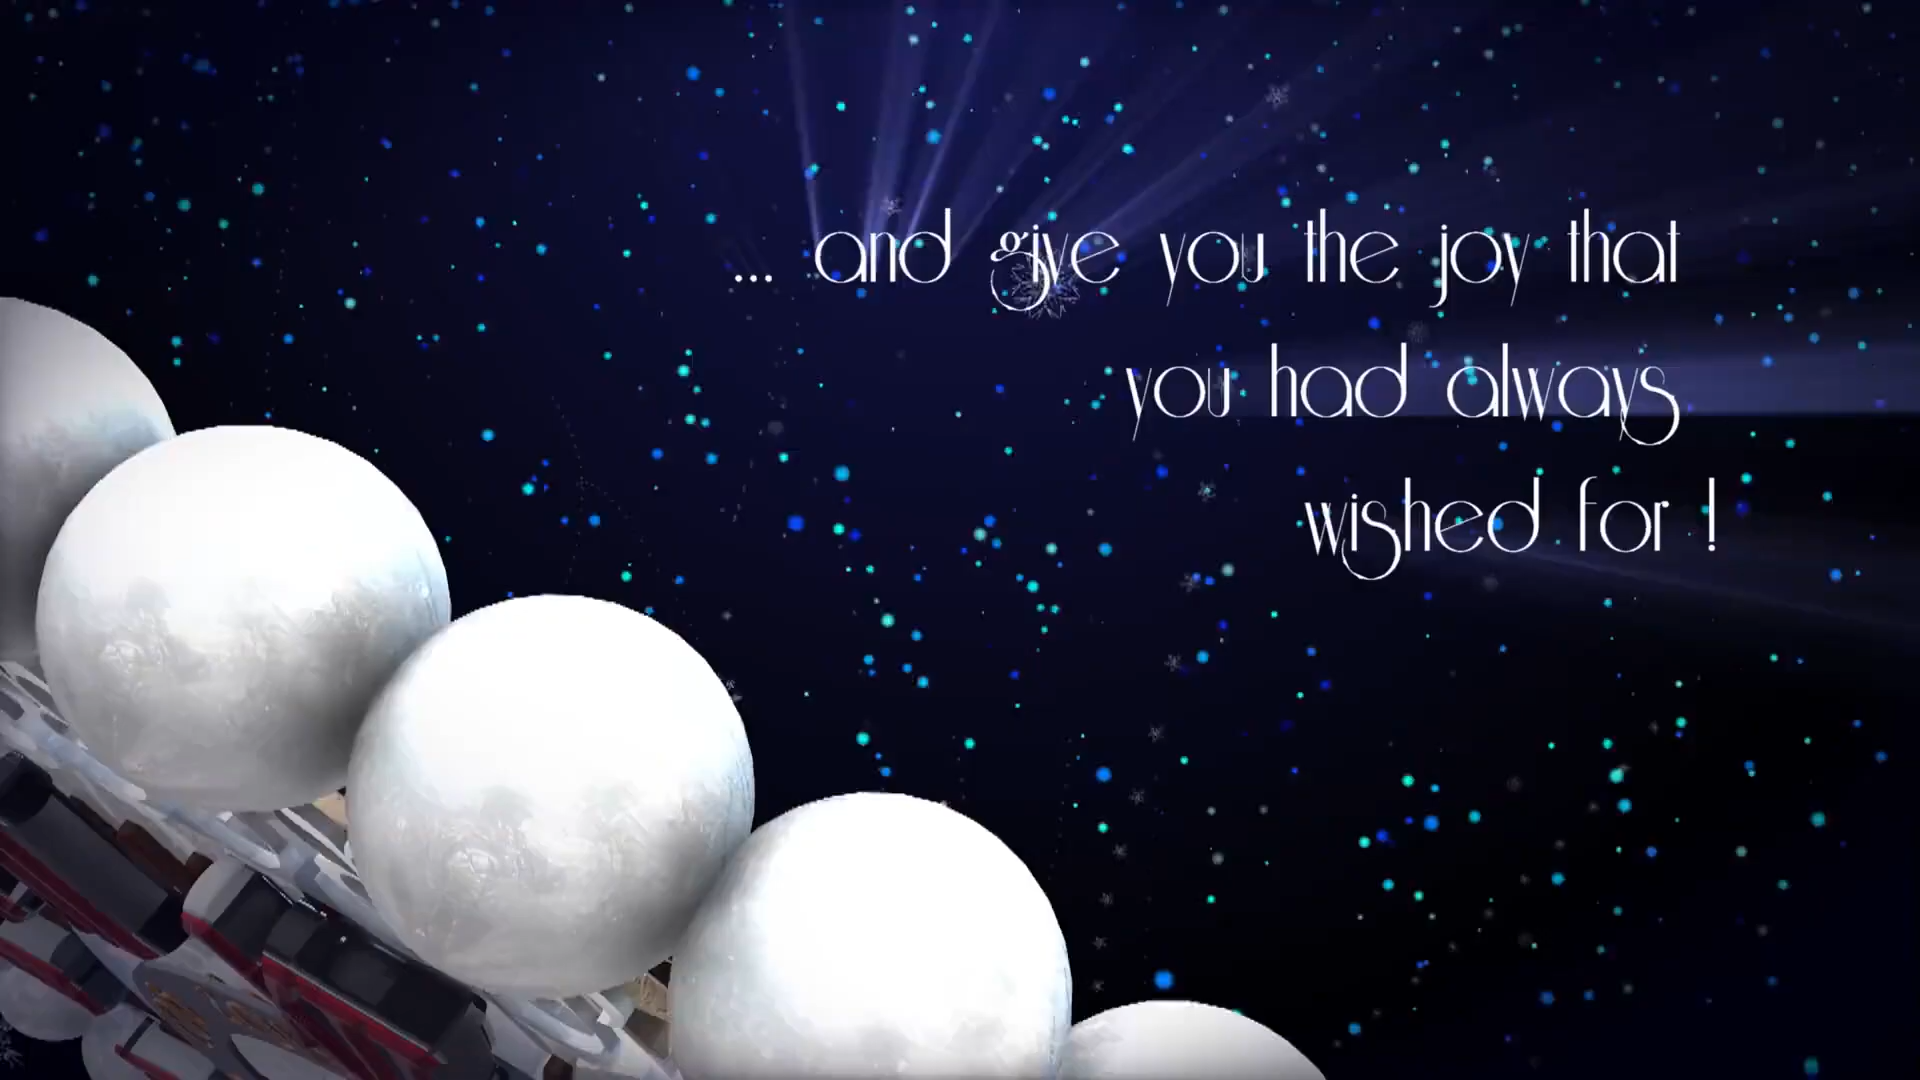 ... and give you the joy that
you had always
wished for !